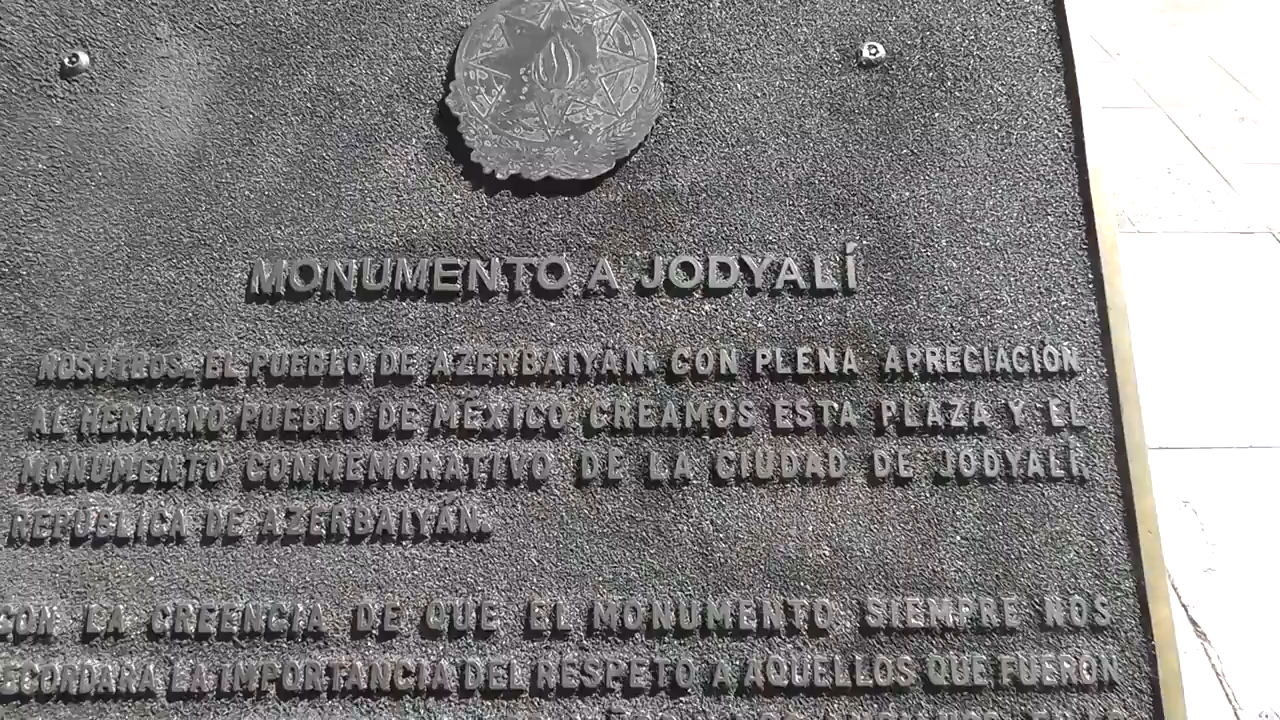 MONUMENTO A JODYALÍ
NOSOTROS, EL PUEBLO DE AZERBAIYÁN, CON PLENA APRECIACIÓN
AL HERMANO PUEBLO DE MÉXICO CREAMOS ESTA PLAZA Y EL
MONUMENTO CONMEMORATIVO DE LA CIUDAD DE JODYALÍ,
REPÚBLICA DE AZERBAIYÁN.
CON LA CREENCIA DE QUE EL MONUMENTO SIEMPRE NOS
ECORDARA LA IMPORTANCIA DEL RESPETO A AQUELLOS QUE FUERON